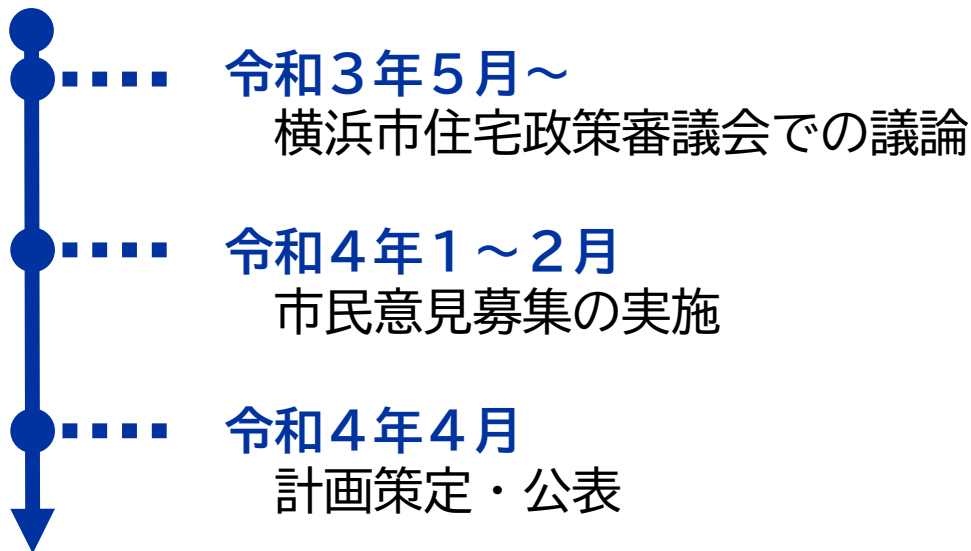 令和３年５月～
横浜市住宅政策審議会での議論
令和４年１～２月
市民意見募集の実施
令和４年４月
計画策定・公表